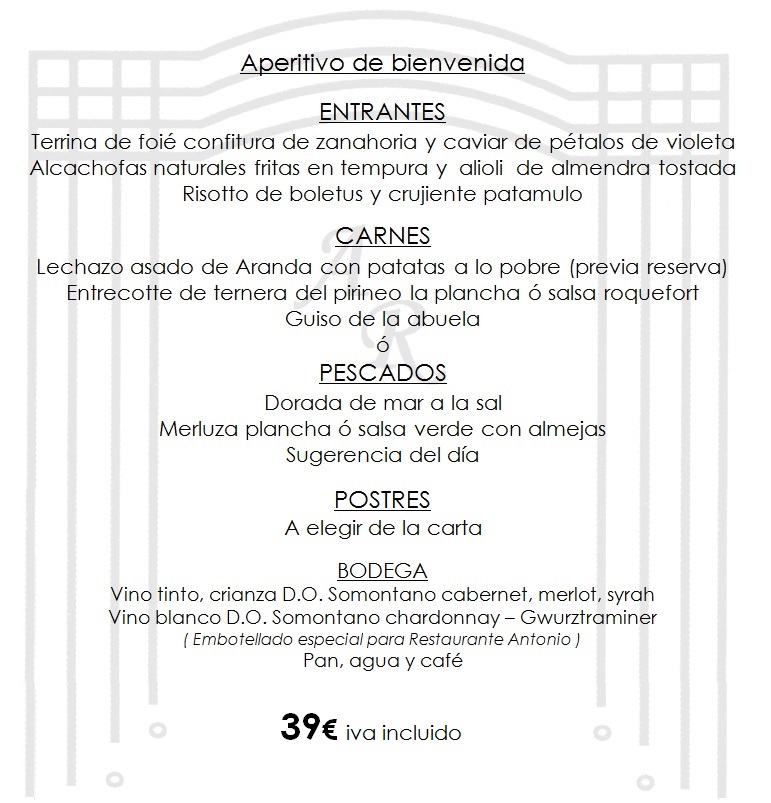 Aperitivo de bienvenida
ENTRANTES
Terrina de foié confitura de zanahoria y caviar de pétalos de violeta
Alcachofas naturales fritas en tempura y alioli de almendra tostada
Risotto de boletus y crujiente patamulo
CARNES
Lechazo asado de Aranda con patatas a lo pobre (previa reserva)
Entrecotte de ternera del pirineo la plancha ó salsa roquefort
Guiso de la abuela
ó
PESCADOS
Dorada de mar a la sal
Merluza plancha ó salsa verde con almejas
Sugerencia del día
POSTRES
A elegir de la carta
BODEGA
Vino tinto, crianza D.O. Somontano cabernet, merlot, syrah
Vino blanco D.O. Somontano chardonnay – Gwurztraminer
( Embotellado especial para Restaurante Antonio )
Pan, agua y café
39€ iva incluido
A
R